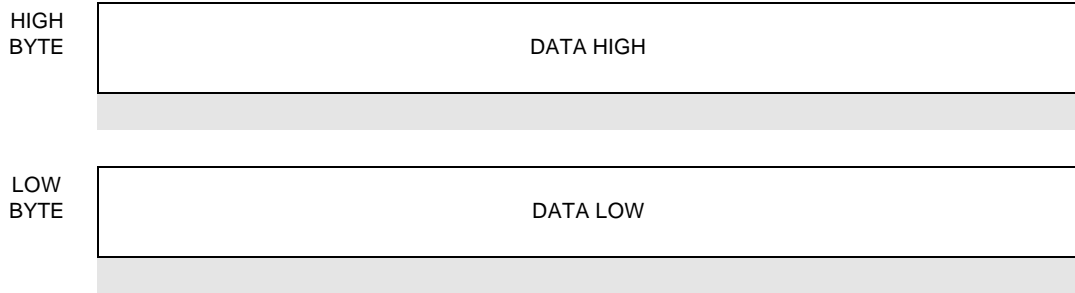 HIGH
BYTE
DATA HIGH
LOW
BYTE
DATA LOW